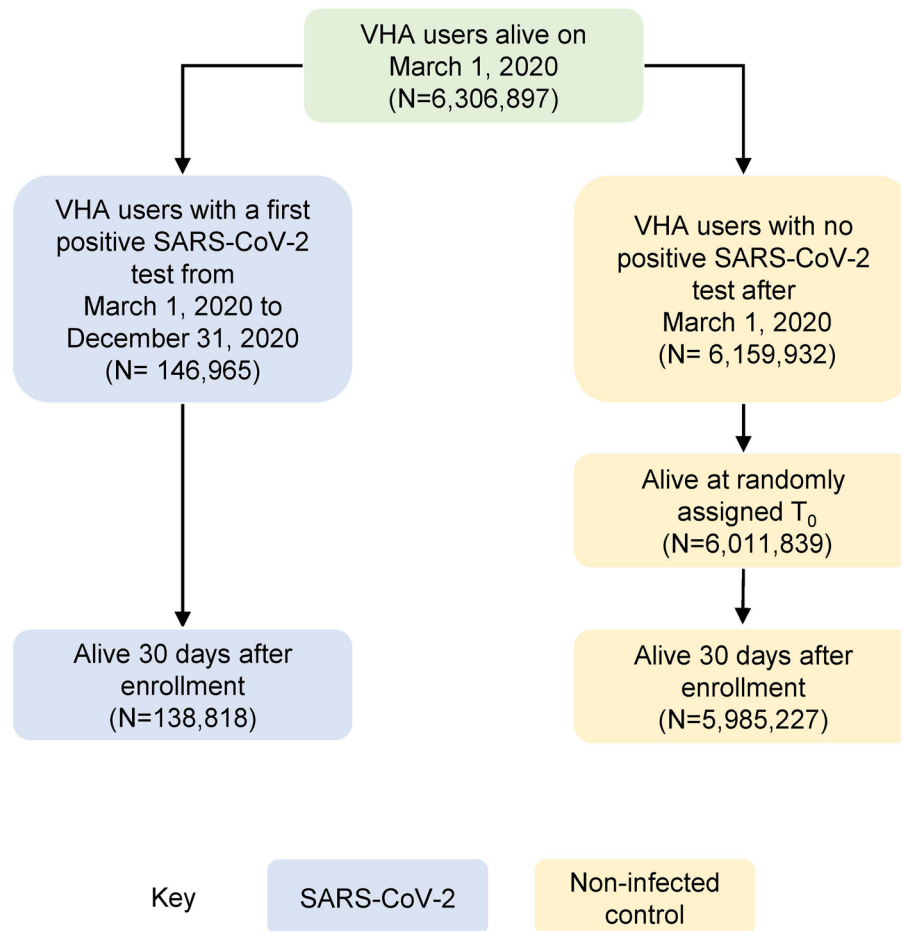 VHA users alive on
March 1, 2020
(N=6,306,897)
VHA users with a first
positive SARS-CoV-2
test from
March 1, 2020 to
December 31, 2020
(N= 146,965)
VHA users with no
positive SARS-CoV-2
test after
March 1, 2020
(N= 6,159,932)
Alive at randomly
assigned T₀
(N=6,011,839)
Alive 30 days after
enrollment
(N=138,818)
Alive 30 days after
enrollment
(N=5,985,227)
Key
SARS-CoV-2
Non-infected
control